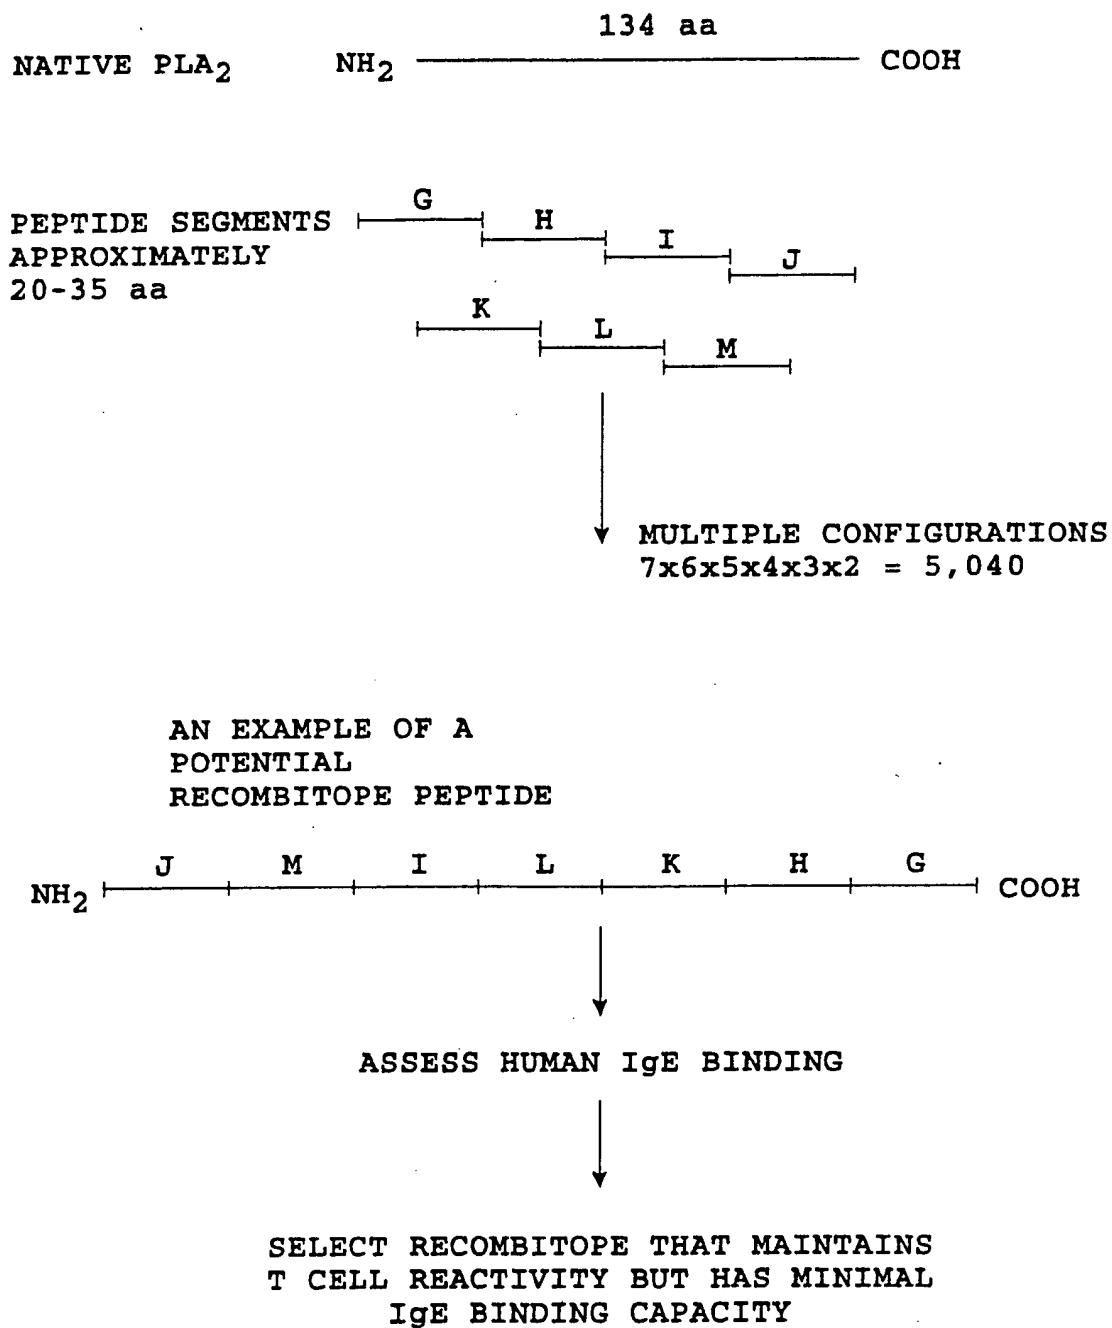 134 aa
NATIVE PLA2 NH2 COOH
G
H
I
J
PEPTIDE SEGMENTS
APPROXIMATELY
20-35 aa
K
L
M
MULTIPLE CONFIGURATIONS
7x6x5x4x3x2 = 5,040
AN EXAMPLE OF A
POTENTIAL
RECOMBITOPE PEPTIDE
J M I L K H G
NH2 COOH
ASSESS HUMAN IgE BINDING
SELECT RECOMBITOPE THAT MAINTAINS
T CELL REACTIVITY BUT HAS MINIMAL
IgE BINDING CAPACITY